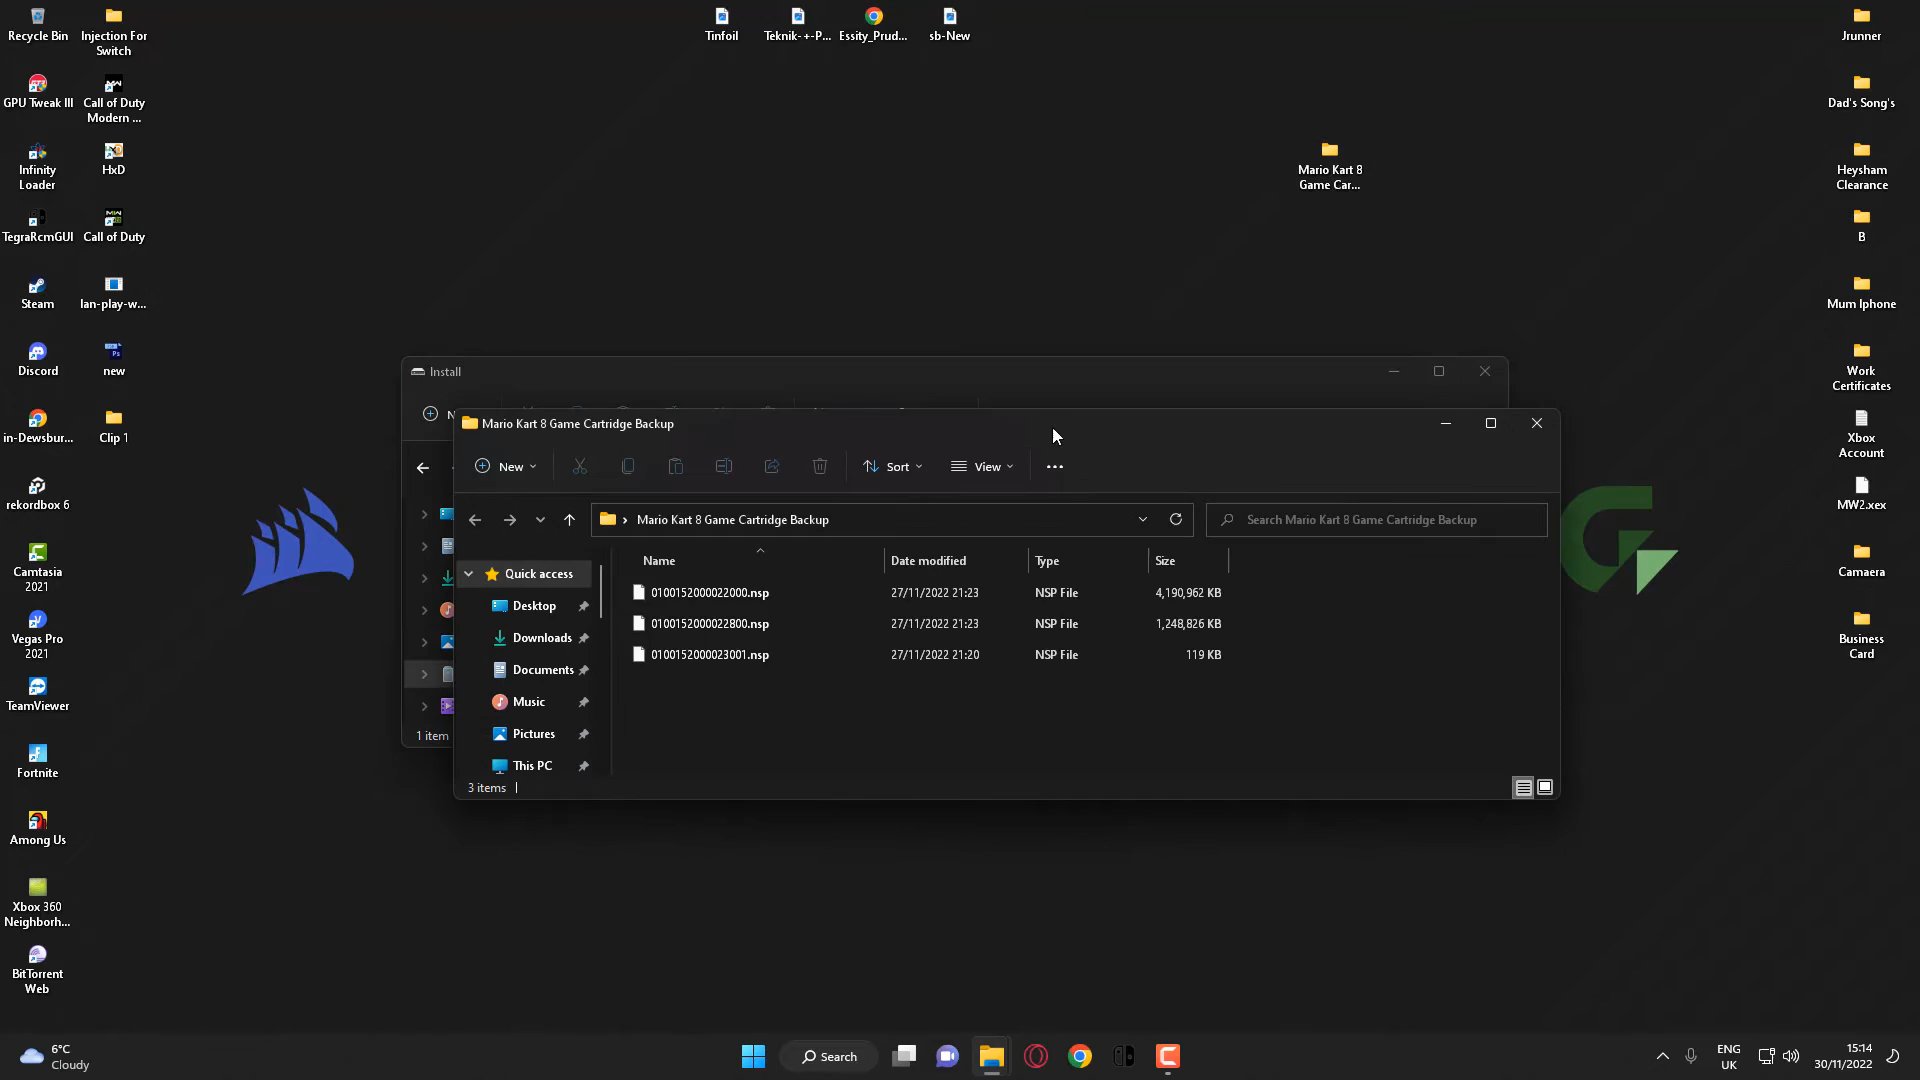 Recycle Bin
Injection For
Switch
GPU Tweak III
Call of Duty
Modern ...
Infinity
Loader
HxD
TegraRcmGUI
Call of Duty
Steam
lan-play-w...
Discord
new
in-Dewsbur...
Clip 1
rekordbox 6
Camtasia
2021
Vegas Pro
2021
TeamViewer
Fortnite
Among Us
Xbox 360
Neighborh...
BitTorrent
Web
Tinfoil
Teknik-+-P...
Essity_Prud...
sb-New
Mario Kart 8
Game Car...
Jrunner
Dad's Song's
Heysham
Clearance
B
Mum Iphone
Work
Certificates
Xbox
Account
MW2.xex
Camaera
Business
Card
Install
1 item
Mario Kart 8 Game Cartridge Backup
New
Sort
View
Mario Kart 8 Game Cartridge Backup
Search Mario Kart 8 Game Cartridge Backup
Quick access
Desktop
Downloads
Documents
Music
Pictures
This PC
Name Date modified Type Size
0100152000022000.nsp 27/11/2022 21:23 NSP File 4,190,962 KB
0100152000022800.nsp 27/11/2022 21:23 NSP File 1,248,826 KB
0100152000023001.nsp 27/11/2022 21:20 NSP File 119 KB
3 items
6°C
Cloudy
Search
ENG
UK
15:14
30/11/2022